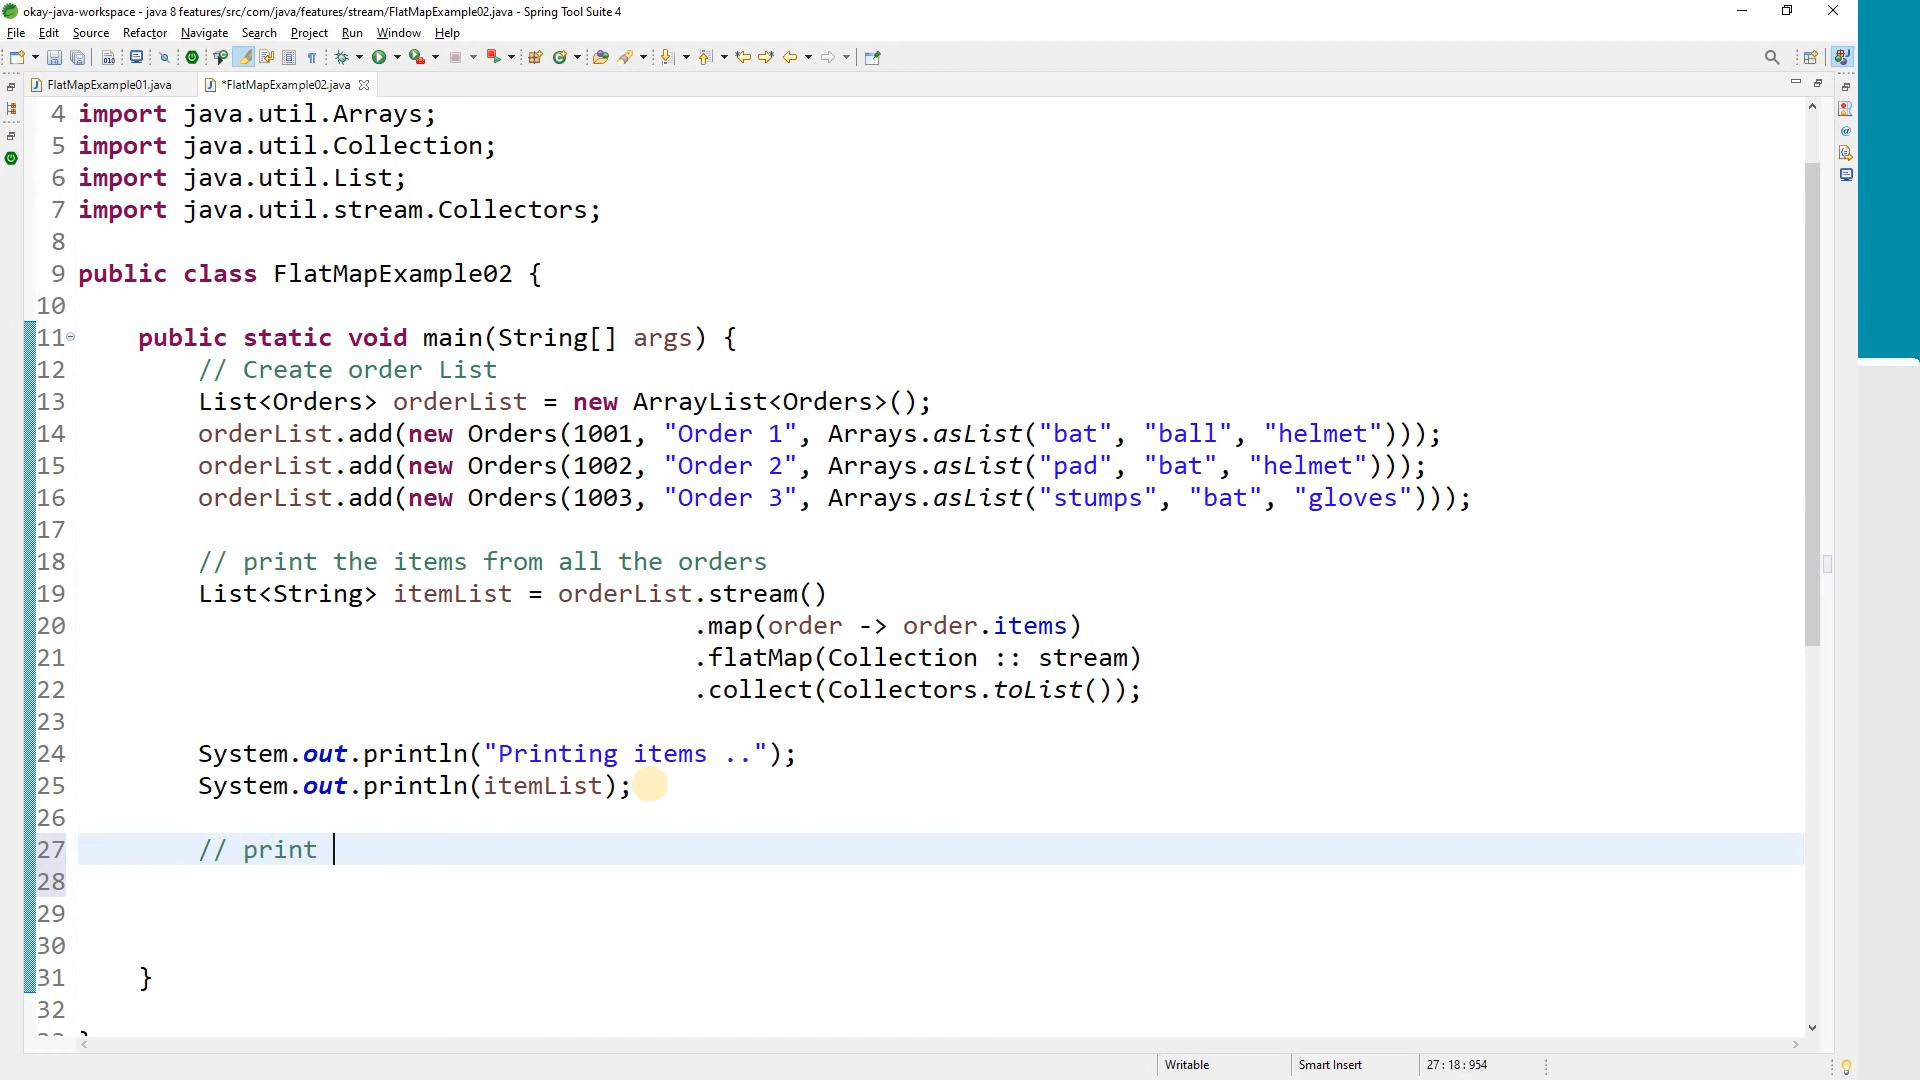 okay-java-workspace - java 8 features/src/com/java/features/stream/FlatMapExample02.java - Spring Tool Suite 4
File Edit Source Refactor Navigate Search Project Run Window Help
FlatMapExample01.java *FlatMapExample02.java
4 import java.util.Arrays;
5 import java.util.Collection;
6 import java.util.List;
7 import java.util.stream.Collectors;
8
9 public class FlatMapExample02 {
10
11 public static void main(String[] args) {
12 // Create order List
13 List<Orders> orderList = new ArrayList<Orders>();
14 orderList.add(new Orders(1001, "Order 1", Arrays.asList("bat", "ball", "helmet")));
15 orderList.add(new Orders(1002, "Order 2", Arrays.asList("pad", "bat", "helmet")));
16 orderList.add(new Orders(1003, "Order 3", Arrays.asList("stumps", "bat", "gloves")));
17
18 // print the items from all the orders
19 List<String> itemList = orderList.stream()
20 .map(order -> order.items)
21 .flatMap(Collection :: stream)
22 .collect(Collectors.toList());
23
24 System.out.println("Printing items ..");
25 System.out.println(itemList);
26
27 // print
28
29
30
31 }
32
Writable Smart Insert 27 : 18 : 954